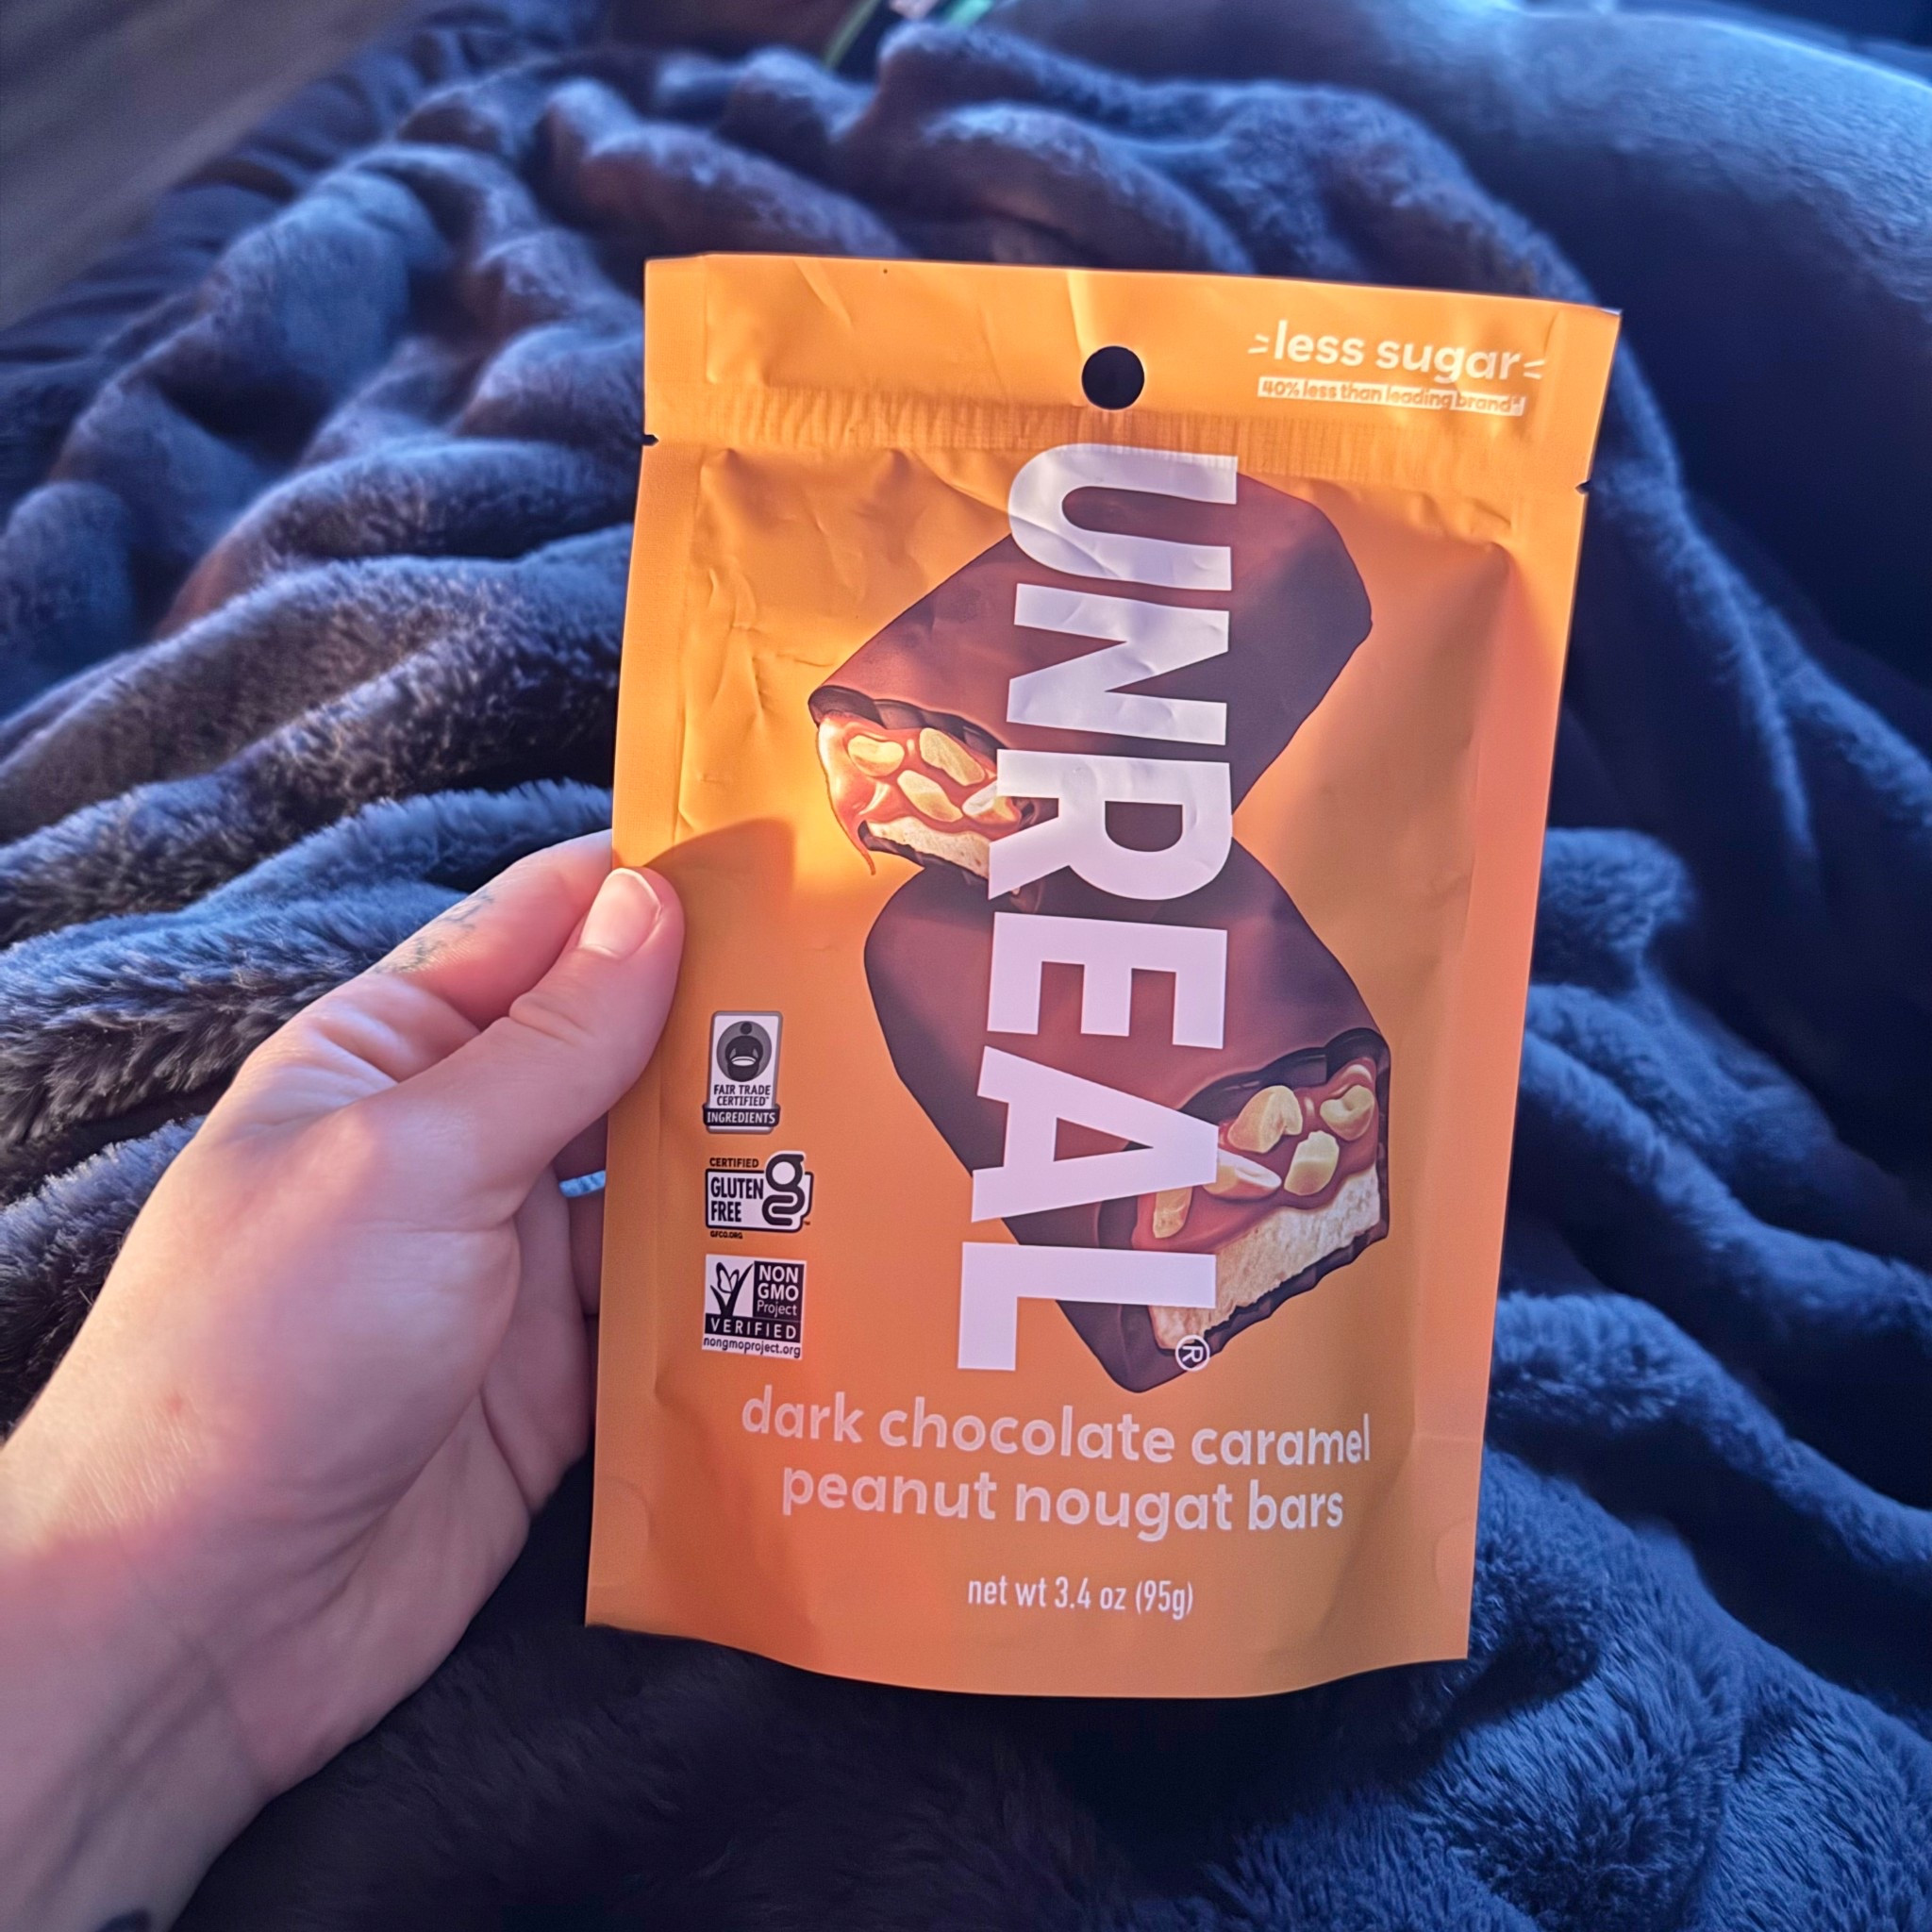 less sugar
40% less than leading brand
UNREAL®
FAIR TRADE
CERTIFIED
INGREDIENTS
CERTIFIED
GLUTEN
FREE
GFCO.ORG
NON
GMO
Project
VERIFIED
nongmoproject.org
dark chocolate caramel
peanut nougat bars
net wt 3.4 oz (95g)